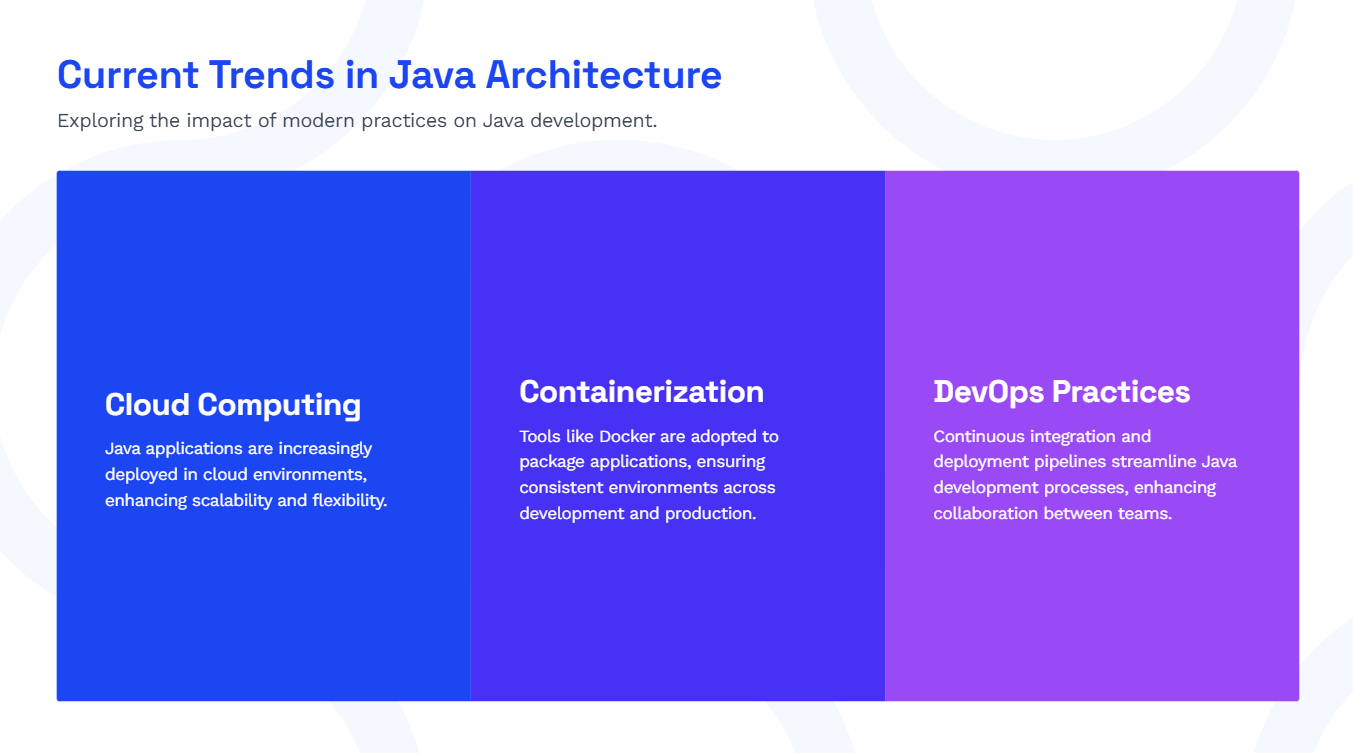 Current Trends in Java Architecture
Exploring the impact of modern practices on Java development.
Cloud Computing
Java applications are increasingly
deployed in cloud environments,
enhancing scalability and flexibility.
Containerization
Tools like Docker are adopted to
package applications, ensuring
consistent environments across
development and production.
DevOps Practices
Continuous integration and
deployment pipelines streamline Java
development processes, enhancing
collaboration between teams.